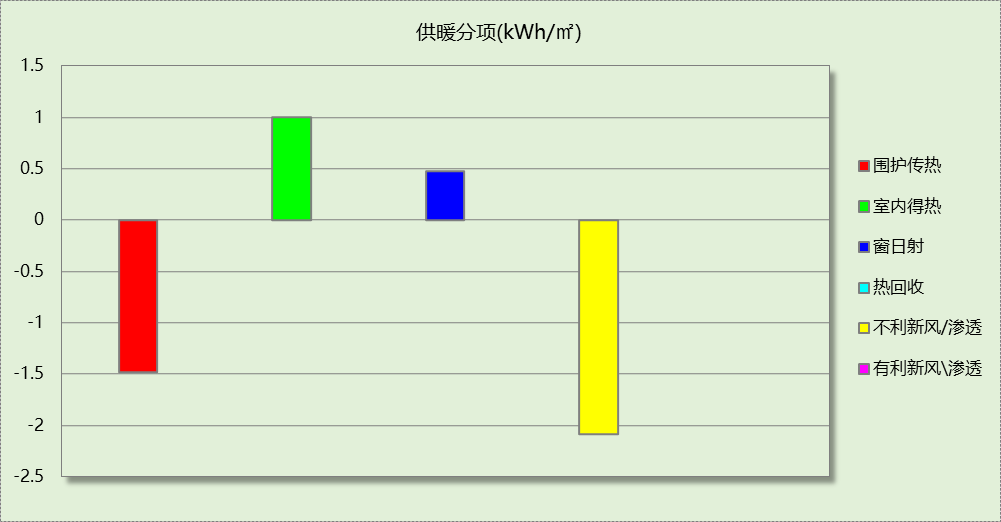 供暖分项(kWh/㎡)
1.5
1
0.5
0
-0.5
-1
-1.5
-2
-2.5
围护传热
室内得热
窗日射
热回收
不利新风/渗透
有利新风\渗透